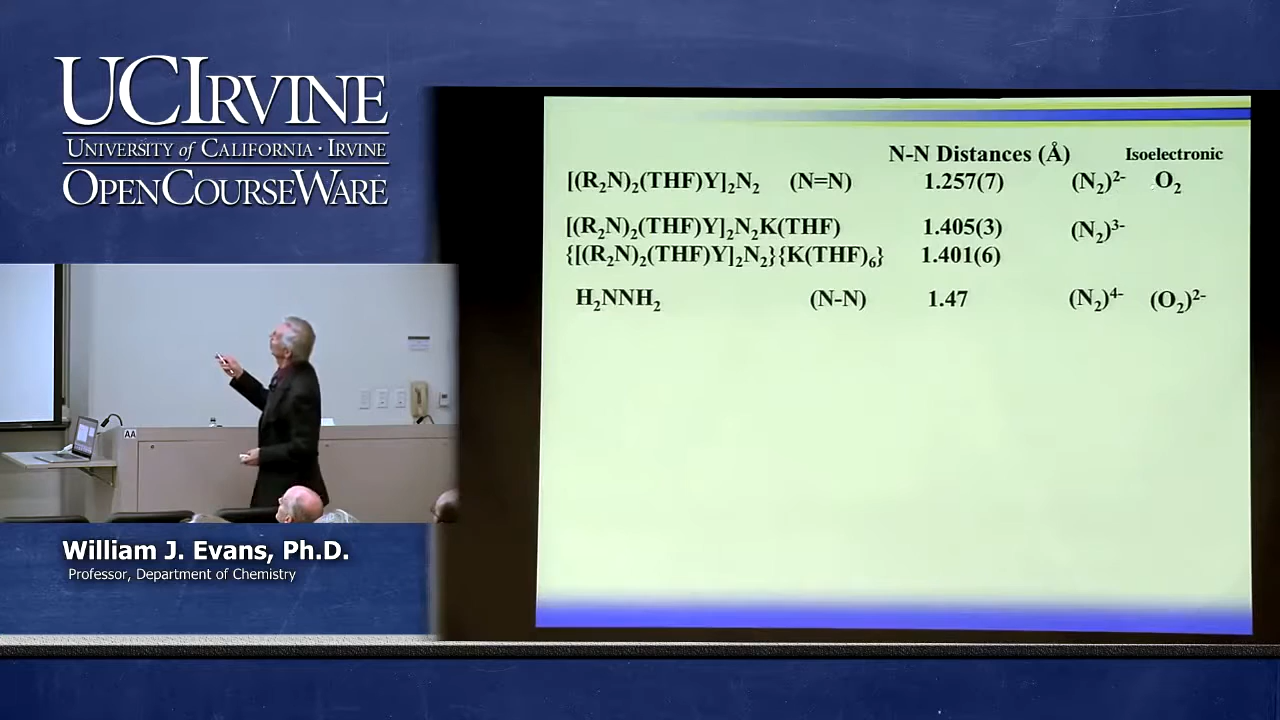 UCIRVINE
UNIVERSITY of CALIFORNIA · IRVINE
OPENCOURSEWARE
N-N Distances (Å) Isoelectronic
[(R₂N)₂(THF)Y]₂N₂ (N=N) 1.257(7) (N₂)²⁻ O₂
[(R₂N)₂(THF)Y]₂N₂K(THF) 1.405(3) (N₂)³⁻
{[(R₂N)₂(THF)Y]₂N₂}{K(THF)₆} 1.401(6)
H₂NNH₂ (N-N) 1.47 (N₂)⁴⁻ (O₂)²⁻
AA
William J. Evans, Ph.D.
Professor, Department of Chemistry